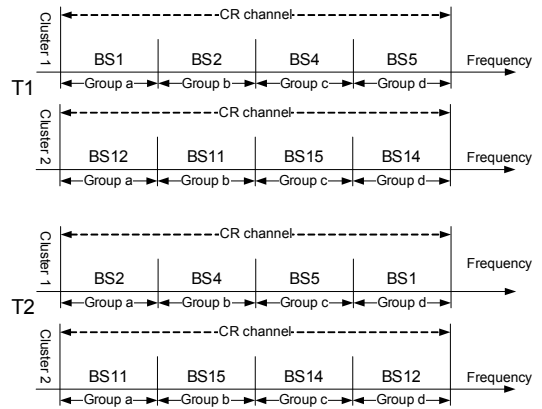 Cluster 1
CR channel
BS1 BS2 BS4 BS5 Frequency
Group a Group b Group c Group d
T1
Cluster 2
CR channel
BS12 BS11 BS15 BS14 Frequency
Group a Group b Group c Group d
Cluster 1
CR channel
BS2 BS4 BS5 BS1 Frequency
Group a Group b Group c Group d
T2
Cluster 2
CR channel
BS11 BS15 BS14 BS12 Frequency
Group a Group b Group c Group d